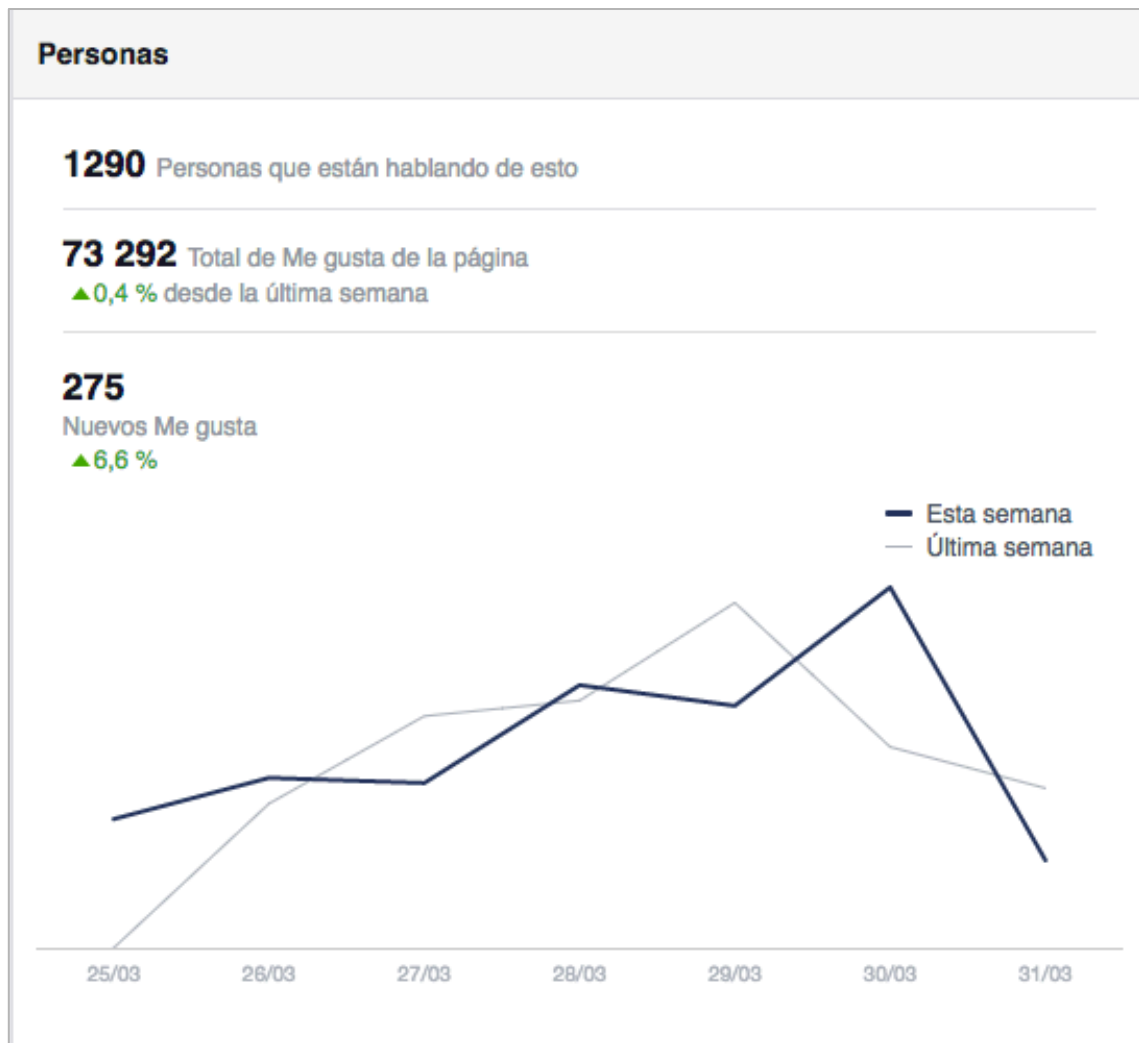 Personas
1290 Personas que están hablando de esto
73 292 Total de Me gusta de la página
▲0,4 % desde la última semana
275
Nuevos Me gusta
▲6,6 %
Esta semana
Última semana
25/03 26/03 27/03 28/03 29/03 30/03 31/03